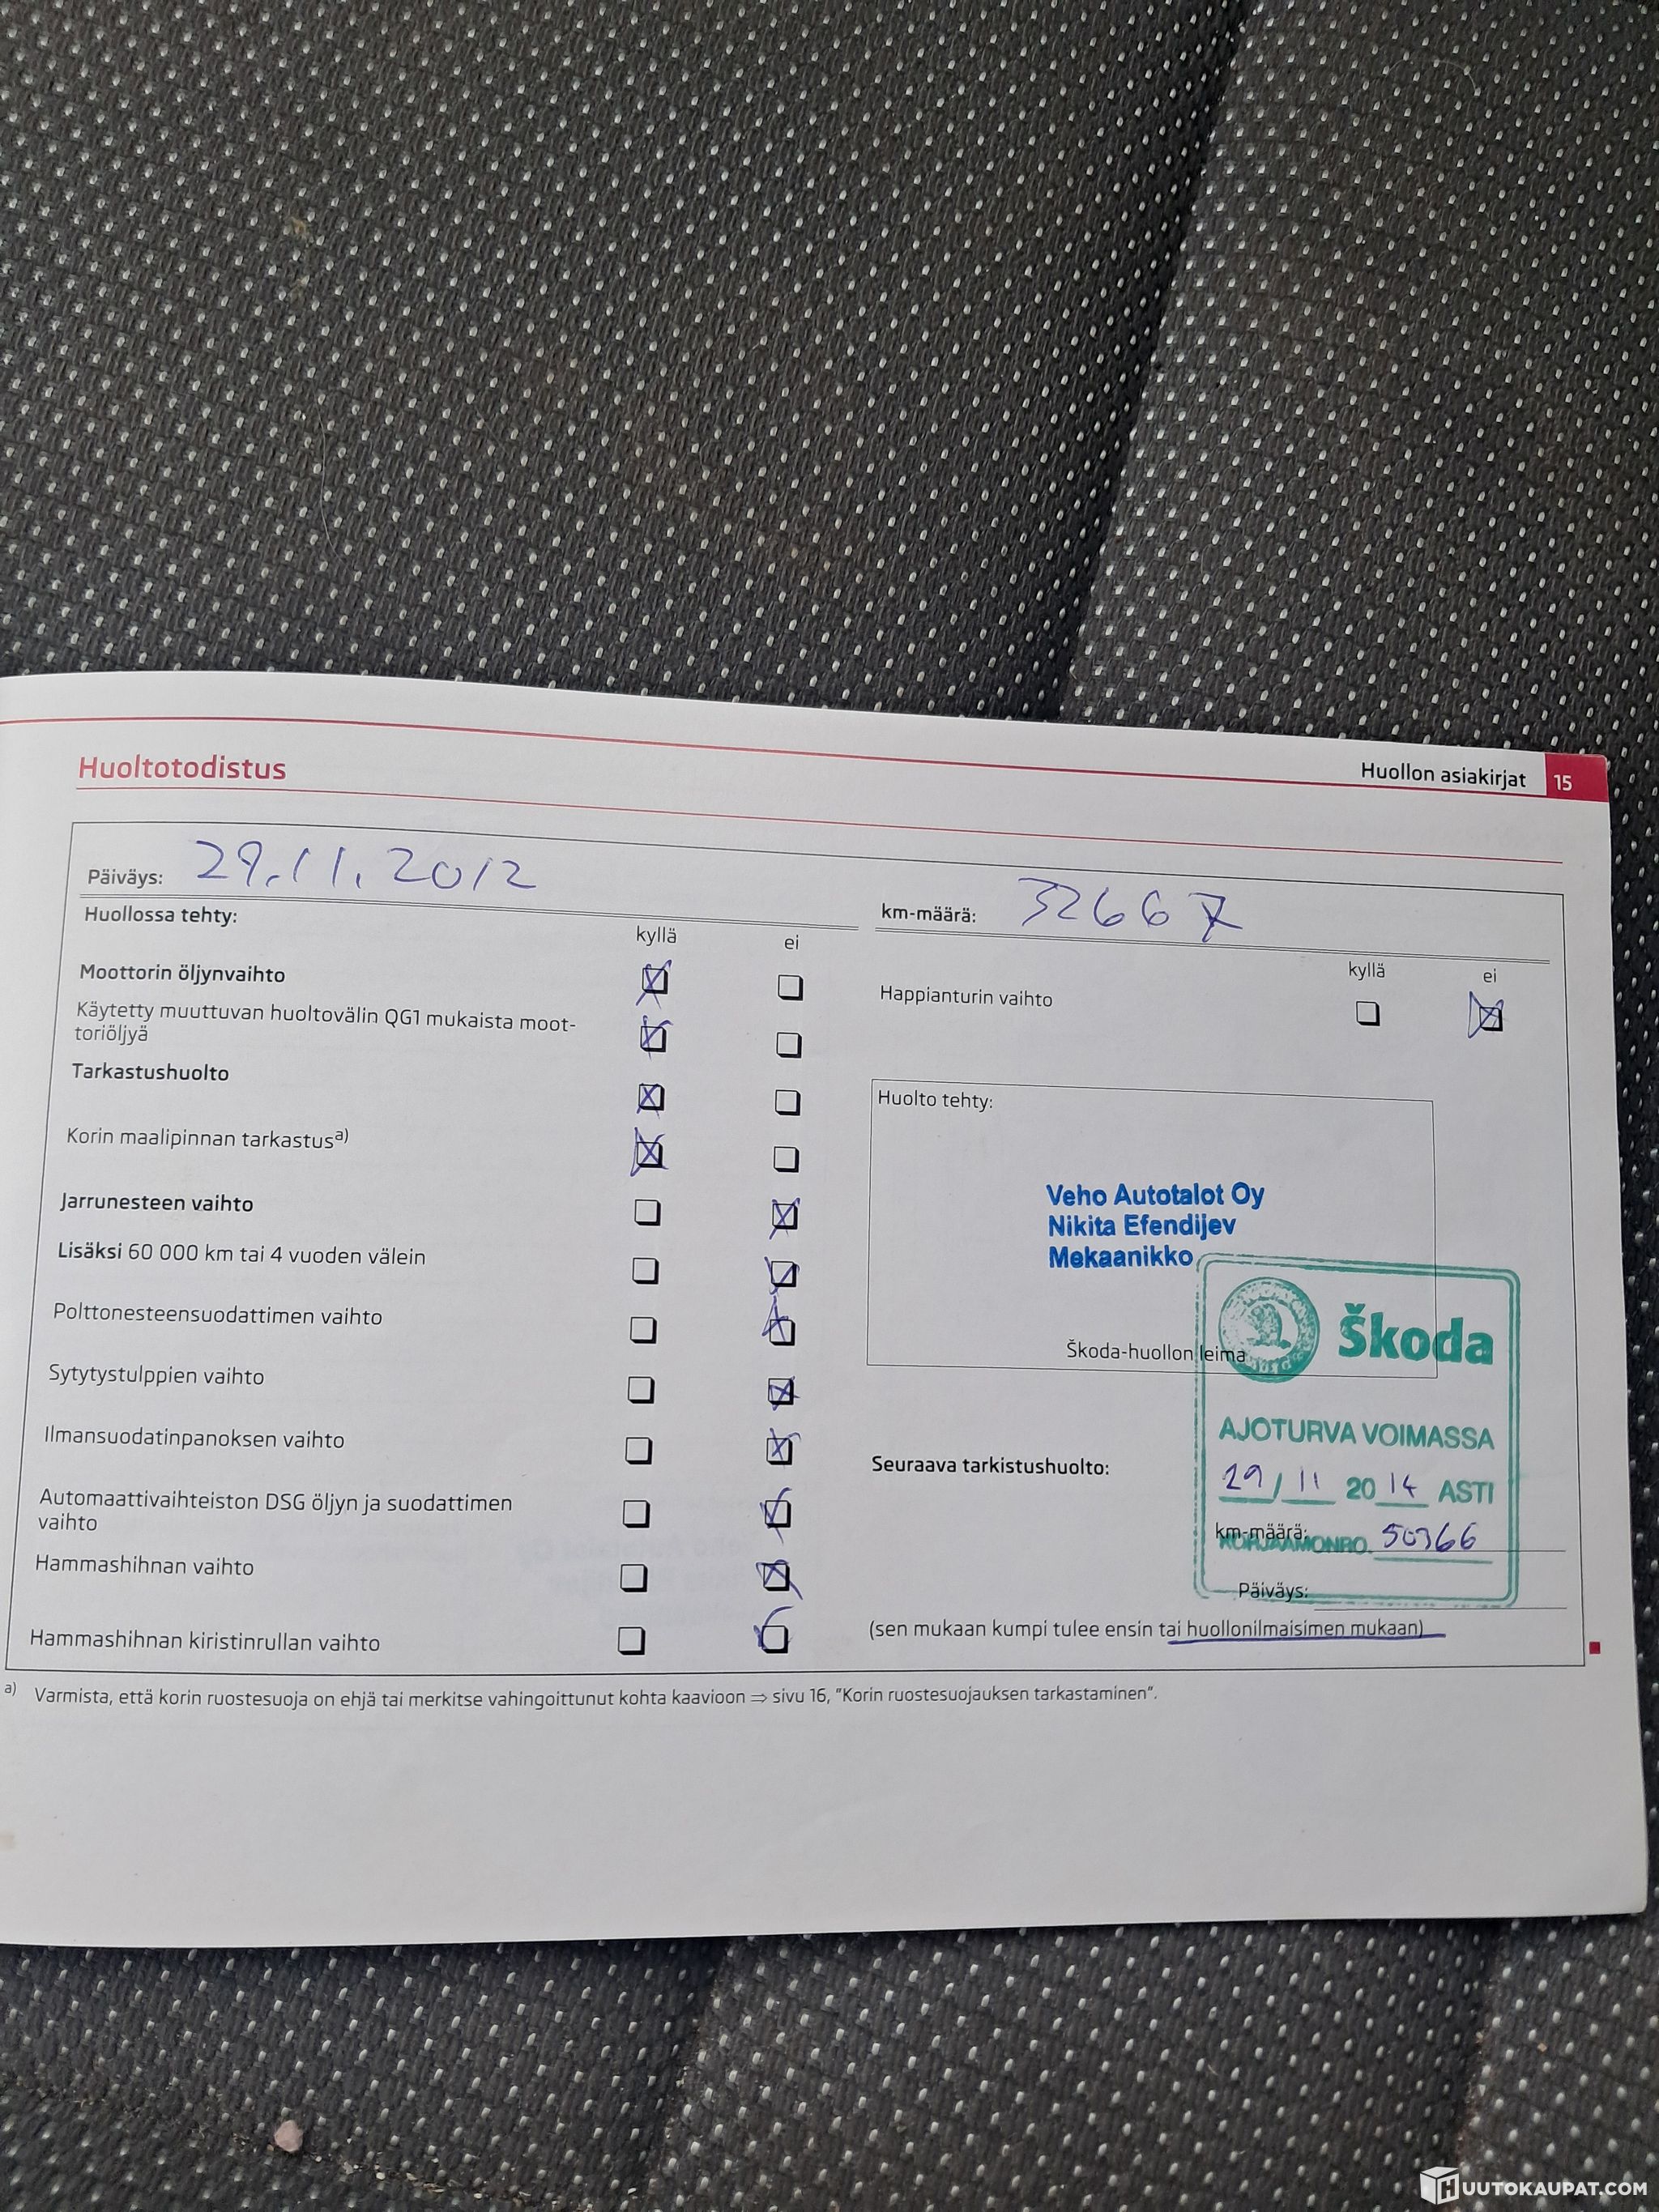 Huoltotodistus
Huollon asiakirjat 15
Päiväys: 29.11.2012
km-määrä: 32667
Huollossa tehty:
kyllä ei
Moottorin öljynvaihto
Käytetty muuttuvan huoltovälin QG1 mukaista moot-
toriöljyä
Tarkastushuolto
Korin maalipinnan tarkastusa)
Jarrunesteen vaihto
Lisäksi 60 000 km tai 4 vuoden välein
Polttonesteensuodattimen vaihto
Sytytystulppien vaihto
Ilmansuodatinpanoksen vaihto
Automaattivaihteiston DSG öljyn ja suodattimen
vaihto
Hammashihnan vaihto
Hammashihnan kiristinrullan vaihto
kyllä ei
Happianturin vaihto
Huolto tehty:
Veho Autotalot Oy
Nikita Efendijev
Mekaanikko
Škoda-huollon leima
Škoda
AJOTURVA VOIMASSA
29/11 2014 ASTI
KORJAAMONRO. 50366
Seuraava tarkistushuolto:
km-määrä:
Päiväys:
(sen mukaan kumpi tulee ensin tai huollonilmaisimen mukaan)
a) Varmista, että korin ruostesuoja on ehjä tai merkitse vahingoittunut kohta kaavioon ⇒ sivu 16, "Korin ruostesuojauksen tarkastaminen".
HUUTOKAUPAT.COM